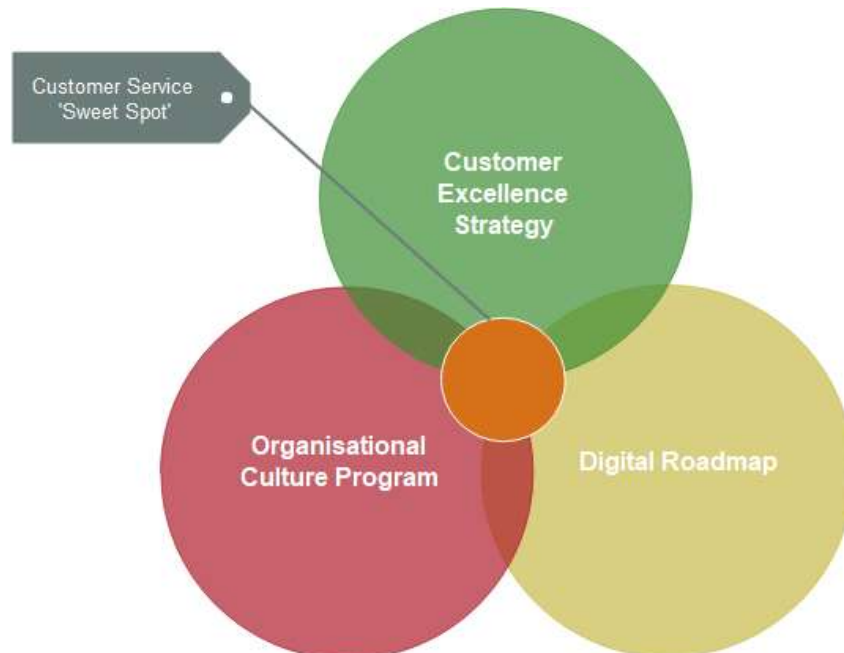 Customer Service
'Sweet Spot'
Customer
Excellence
Strategy
Organisational
Culture Program
Digital Roadmap